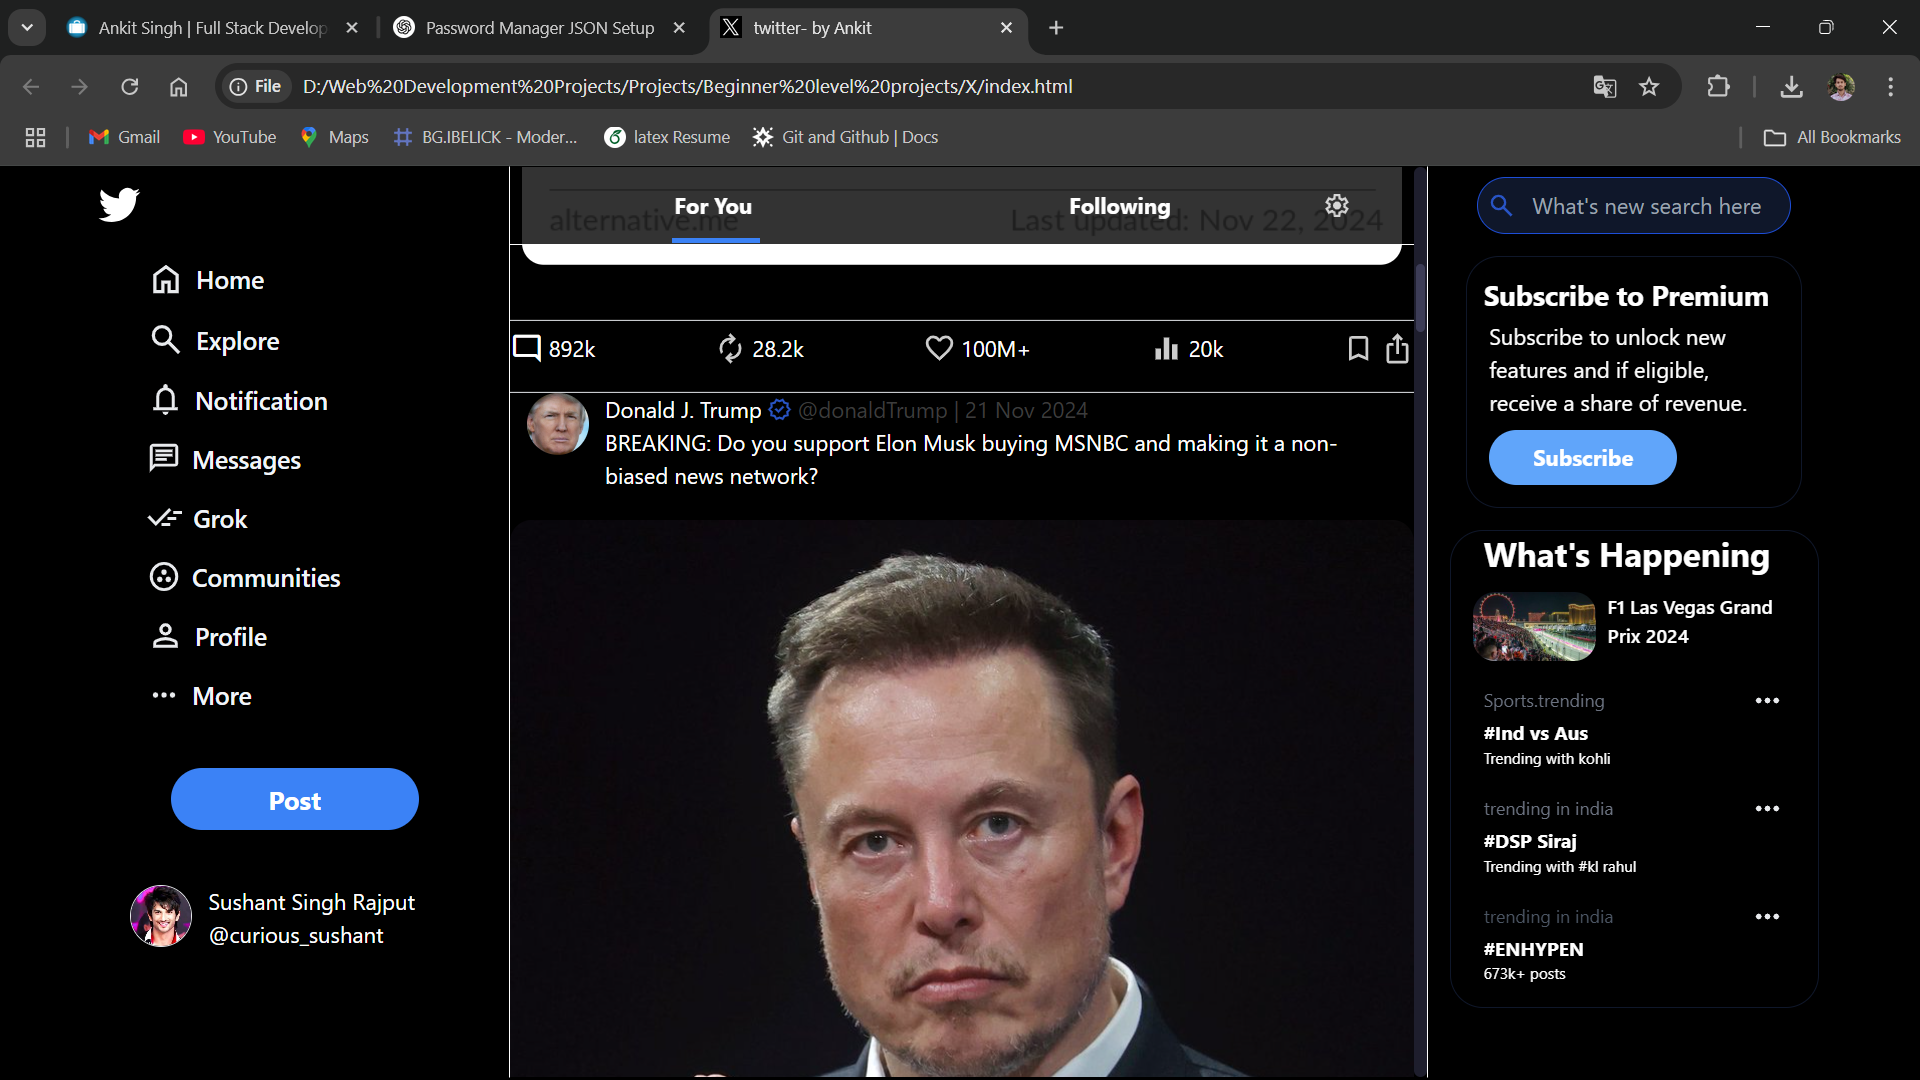 Ankit Singh | Full Stack Develop
Password Manager JSON Setup
twitter- by Ankit
File
D:/Web%20Development%20Projects/Projects/Beginner%20level%20projects/X/index.html
Gmail
YouTube
Maps
BG.IBELICK - Moder...
latex Resume
Git and Github | Docs
All Bookmarks
Home
Explore
Notification
Messages
Grok
Communities
Profile
More
Post
Sushant Singh Rajput
@curious_sushant
For You
Following
alternative.me
Last updated: Nov 22, 2024
892k
28.2k
100M+
20k
Donald J. Trump @donaldTrump | 21 Nov 2024
BREAKING: Do you support Elon Musk buying MSNBC and making it a non-
biased news network?
What's new search here
Subscribe to Premium
Subscribe to unlock new
features and if eligible,
receive a share of revenue.
Subscribe
What's Happening
F1 Las Vegas Grand
Prix 2024
Sports.trending
#Ind vs Aus
Trending with kohli
trending in india
#DSP Siraj
Trending with #kl rahul
trending in india
#ENHYPEN
673k+ posts